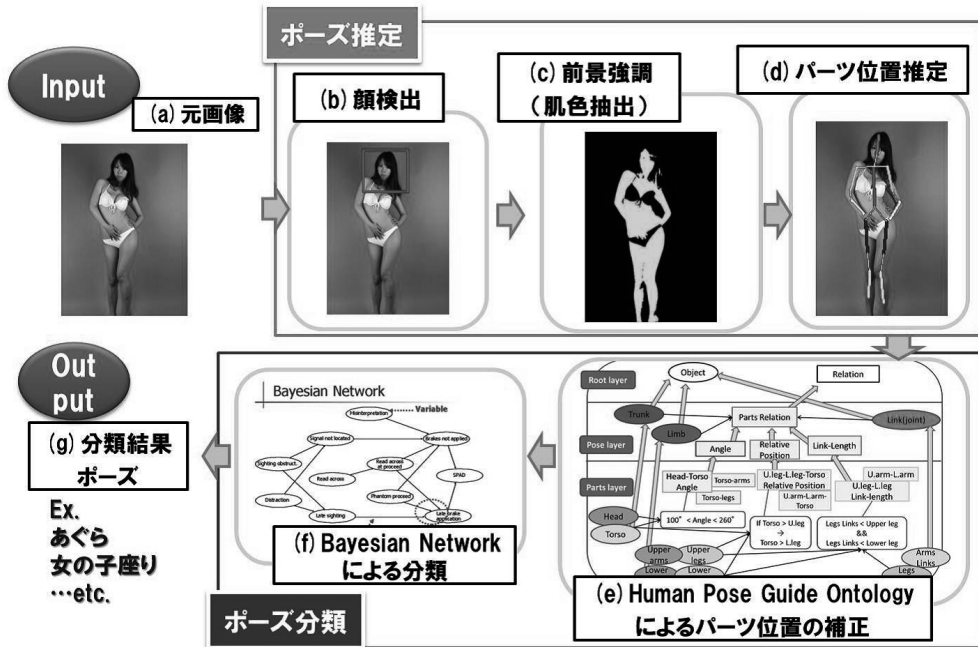 ポーズ推定
Input
(a) 元画像
(b) 顔検出
(c) 前景強調
(肌色抽出)
(d) パーツ位置推定
Out
put
(g) 分類結果
ポーズ
Ex.
あぐら
女の子座り
…etc.
Bayesian Network
Misinterpretation
Variable
Signal not located
Brakes not applied
Sighting abstruct.
Read across
Read across
at proceed
SPAD
Distraction
Phantom proceed
Late sighting
Late brake
application
(f) Bayesian Network
による分類
ポーズ分類
Root layer
Object
Relation
Trunk
Parts Relation
Link(joint)
Limb
Pose layer
Angle
Relative
Position
Link-Length
Parts layer
Head-Torso
Angle
Torso-arms
Torso-legs
U.leg-L.leg-Torso
Relative Position
U.arm-L.arm-
Torso
U.arm-L.arm
U.leg-L.leg
Link-length
Head
Torso
100° < Angle < 260°
If Torso > U.leg
→
Torso > L.leg
Legs Links < Upper leg
&&
Legs Links < Lower leg
Upper
arms
Upper
legs
Lower
Lower
Arms
Links
Legs
(e) Human Pose Guide Ontology
によるパーツ位置の補正